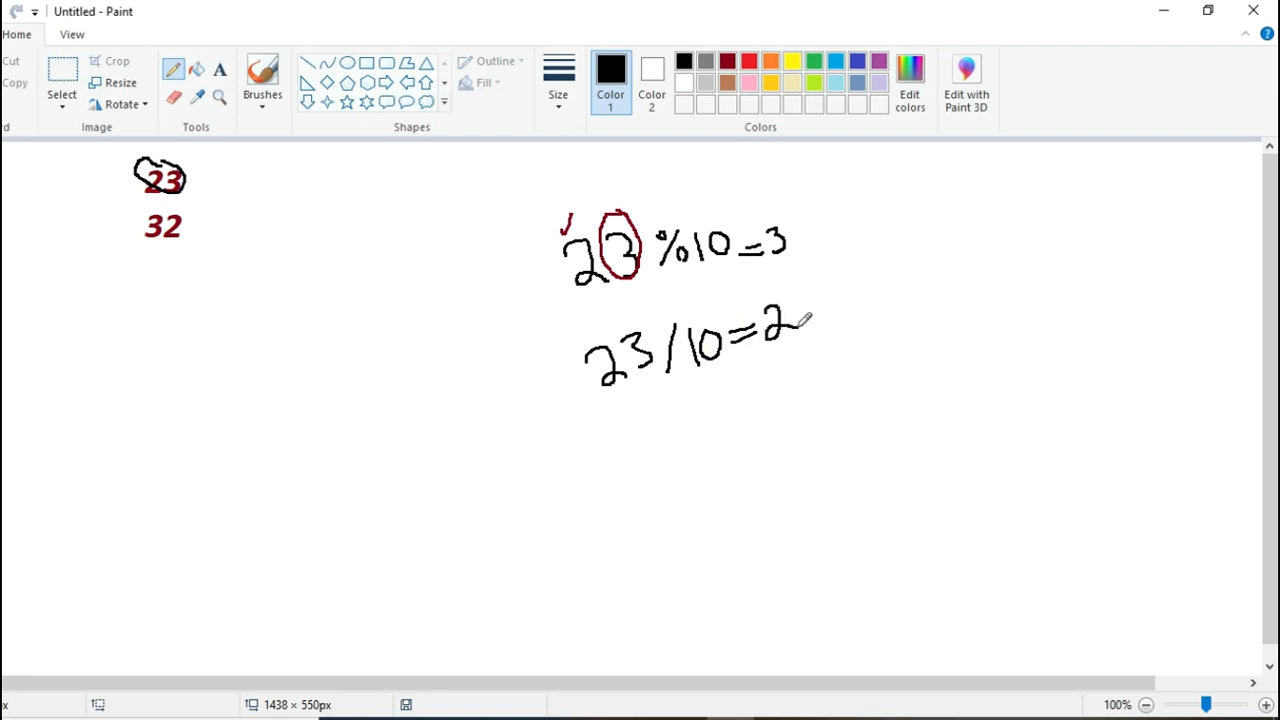 Untitled - Paint
Home View
Cut
Copy
Select
Crop
Resize
Rotate
Image
Tools
Brushes
Shapes
Outline
Fill
Size
Color 1
Color 2
Colors
Edit colors
Edit with Paint 3D
23
32
23 %10 =3
23/10=2
1438 × 550px
100%